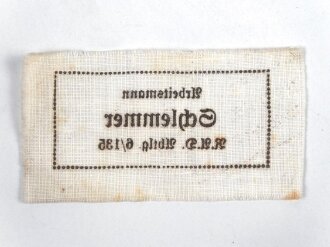 Arbeitsmann
Schlemmer
R.A.D. Abtlg 6/135